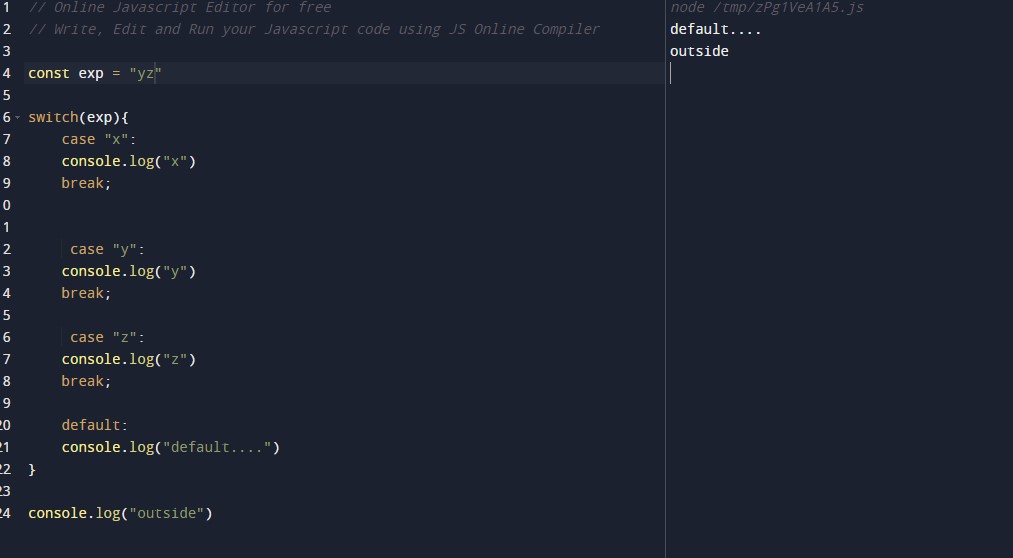 1 // Online Javascript Editor for free
2 // Write, Edit and Run your Javascript code using JS Online Compiler
3
4 const exp = "yz"
5
6 switch(exp){
7 case "x":
8 console.log("x")
9 break;
0
1
2 case "y":
3 console.log("y")
4 break;
5
6 case "z":
7 console.log("z")
8 break;
9
20 default:
21 console.log("default....")
22 }
23
24 console.log("outside")
node /tmp/zPg1VeA1A5.js
default....
outside